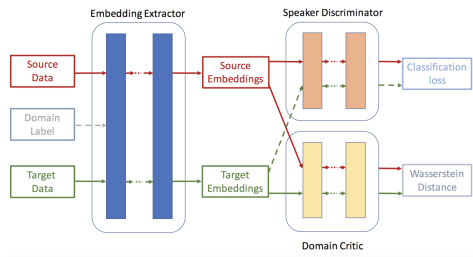 Embedding Extractor
Speaker Discriminator
Source
Data
Source
Embeddings
Classification
loss
Domain
Label
Target
Data
Target
Embeddings
Wasserstein
Distance
Domain Critic